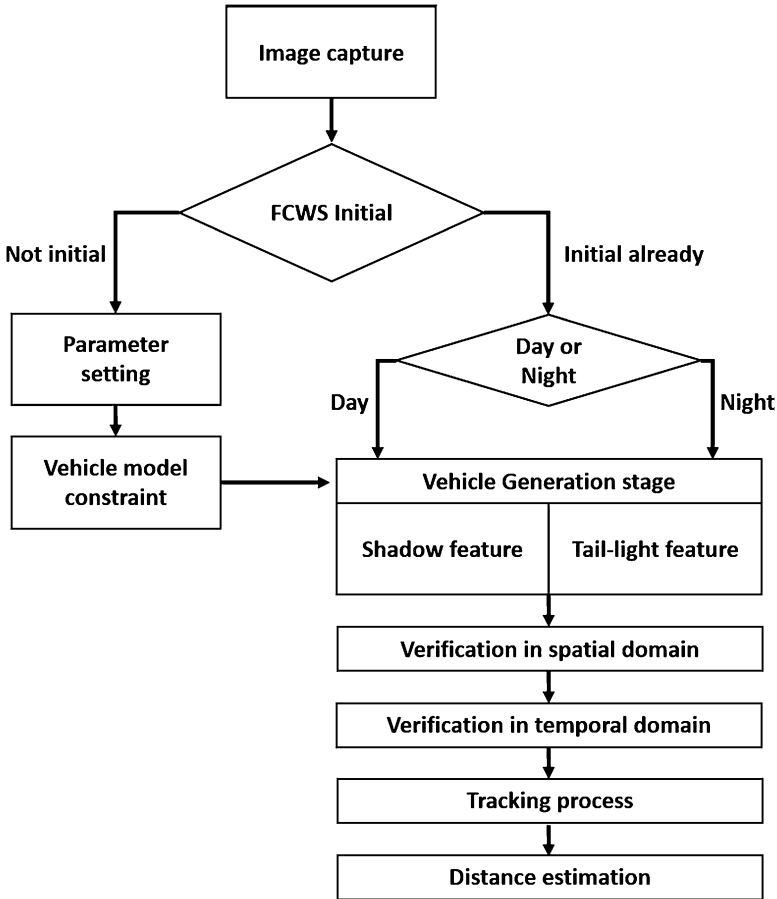 Image capture
FCWS Initial
Not initial
Initial already
Parameter
setting
Day or
Night
Day
Night
Vehicle model
constraint
Vehicle Generation stage
Shadow feature
Tail-light feature
Verification in spatial domain
Verification in temporal domain
Tracking process
Distance estimation